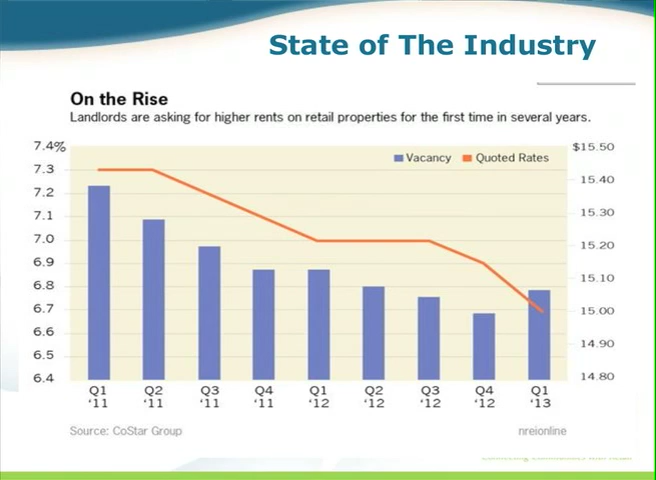 State of The Industry
On the Rise
Landlords are asking for higher rents on retail properties for the first time in several years.
Vacancy Quoted Rates
7.4% $15.50
7.3 15.40
7.2
7.1 15.30
7.0 15.20
6.9
6.8 15.10
6.7 15.00
6.6
6.5 14.90
6.4 14.80
Q1 Q2 Q3 Q4 Q1 Q2 Q3 Q4 Q1
'11 '11 '11 '11 '12 '12 '12 '12 '13
Source: CoStar Group nreionline